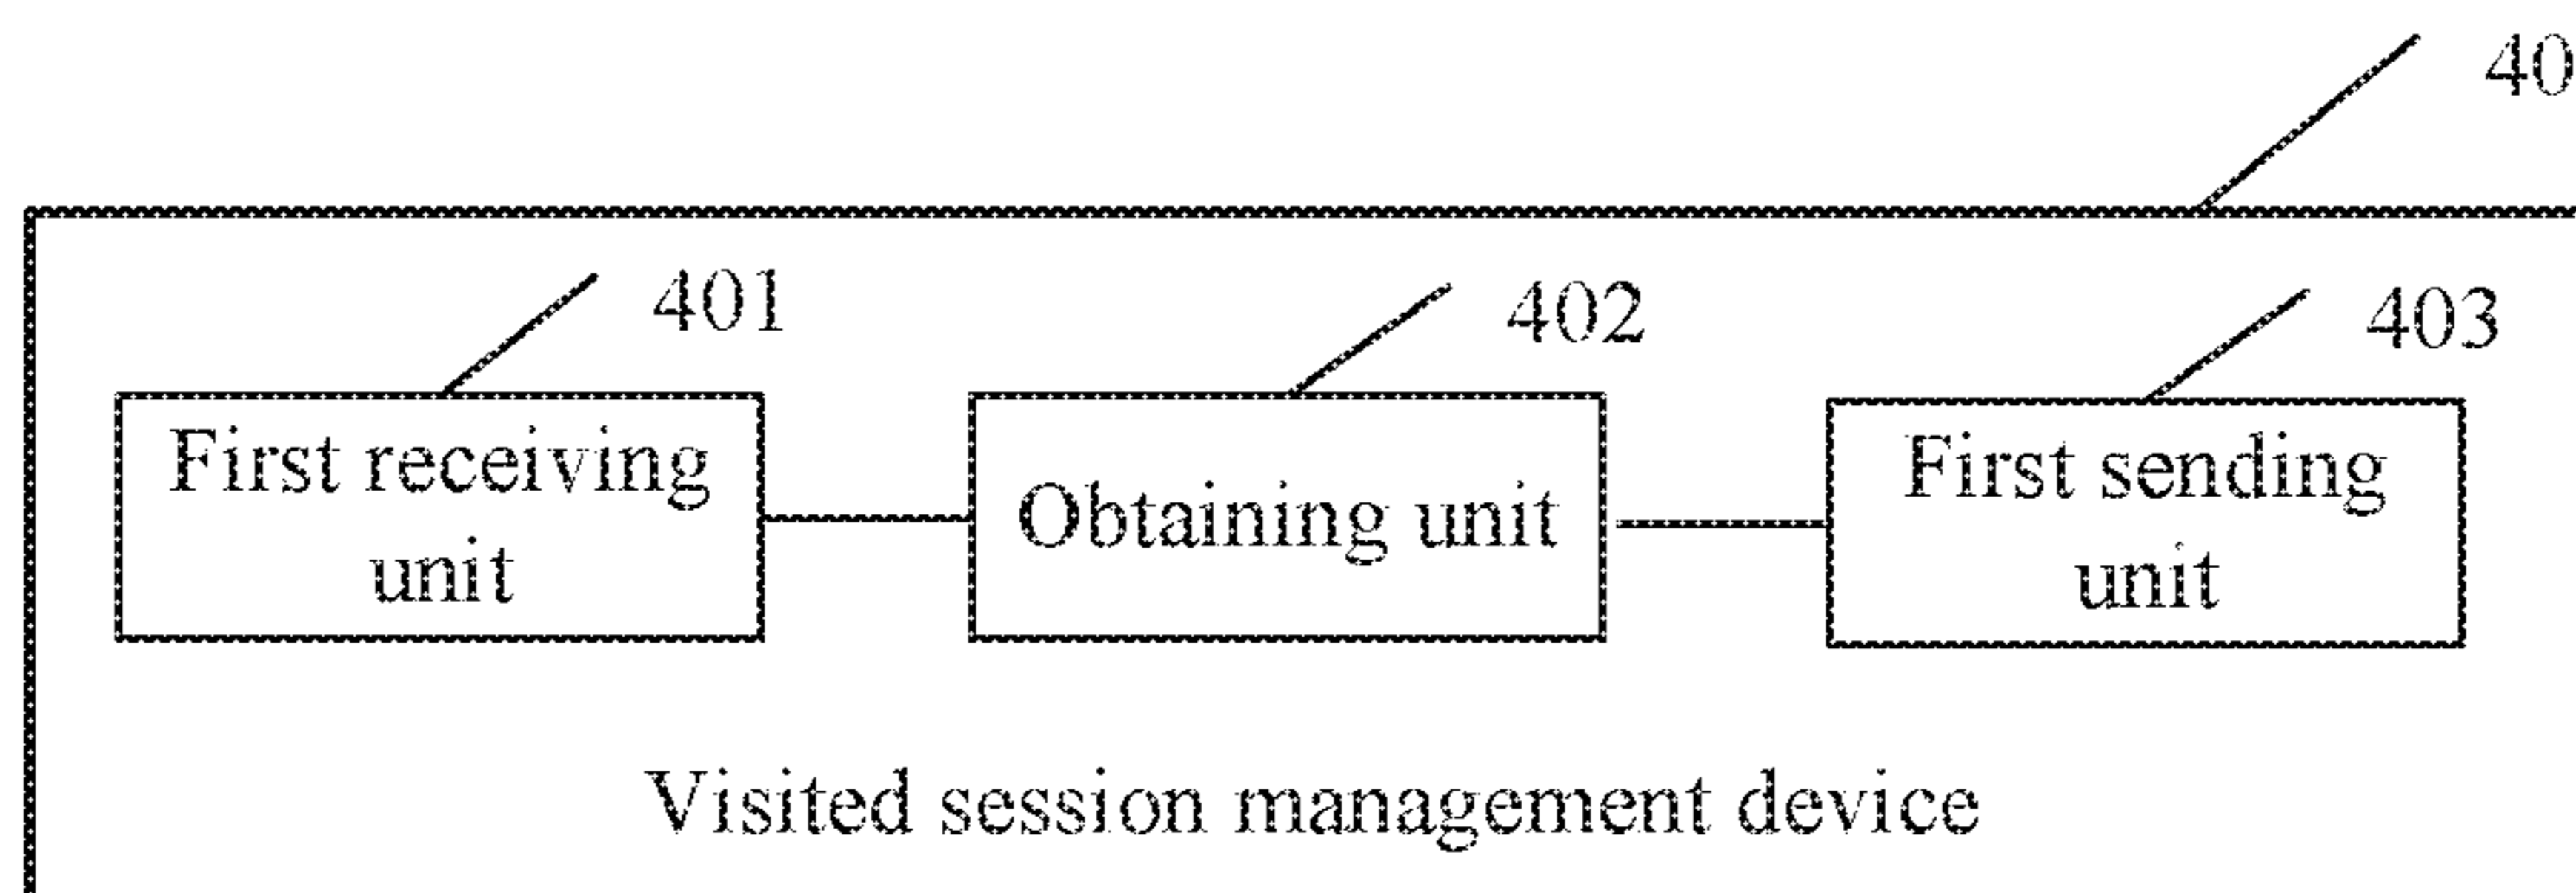 40
401
402
403
First receiving
unit
Obtaining unit
First sending
unit
Visited session management device